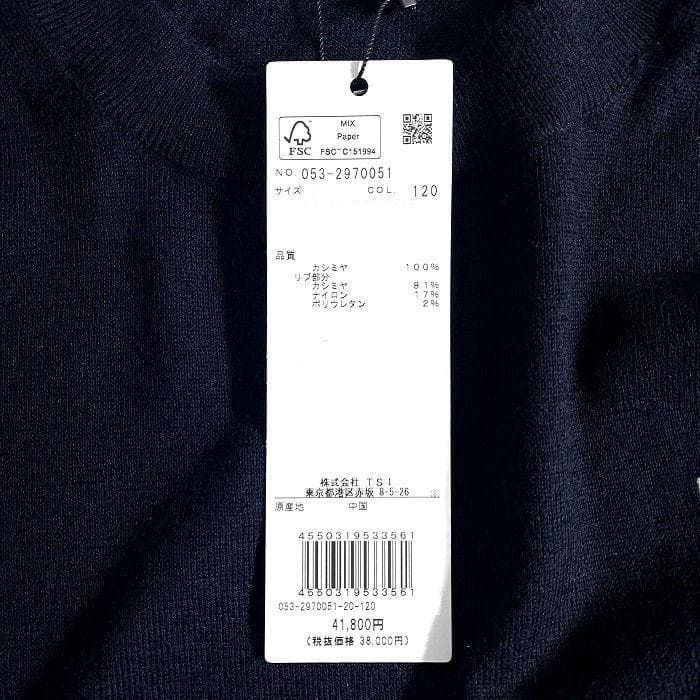 MIX
Paper
FSC
FSC™ C151994
NO. 053-2970051
サイズ COL. 120
品質
カシミヤ 100%
リブ部分
カシミヤ 81%
ナイロン 17%
ポリウレタン 2%
株式会社 TSI
東京都港区赤坂 8-5-26
原産地 中国
4550319533561
4550319533561
053-2970051-20-120
41,800円
(税抜価格 38,000円)